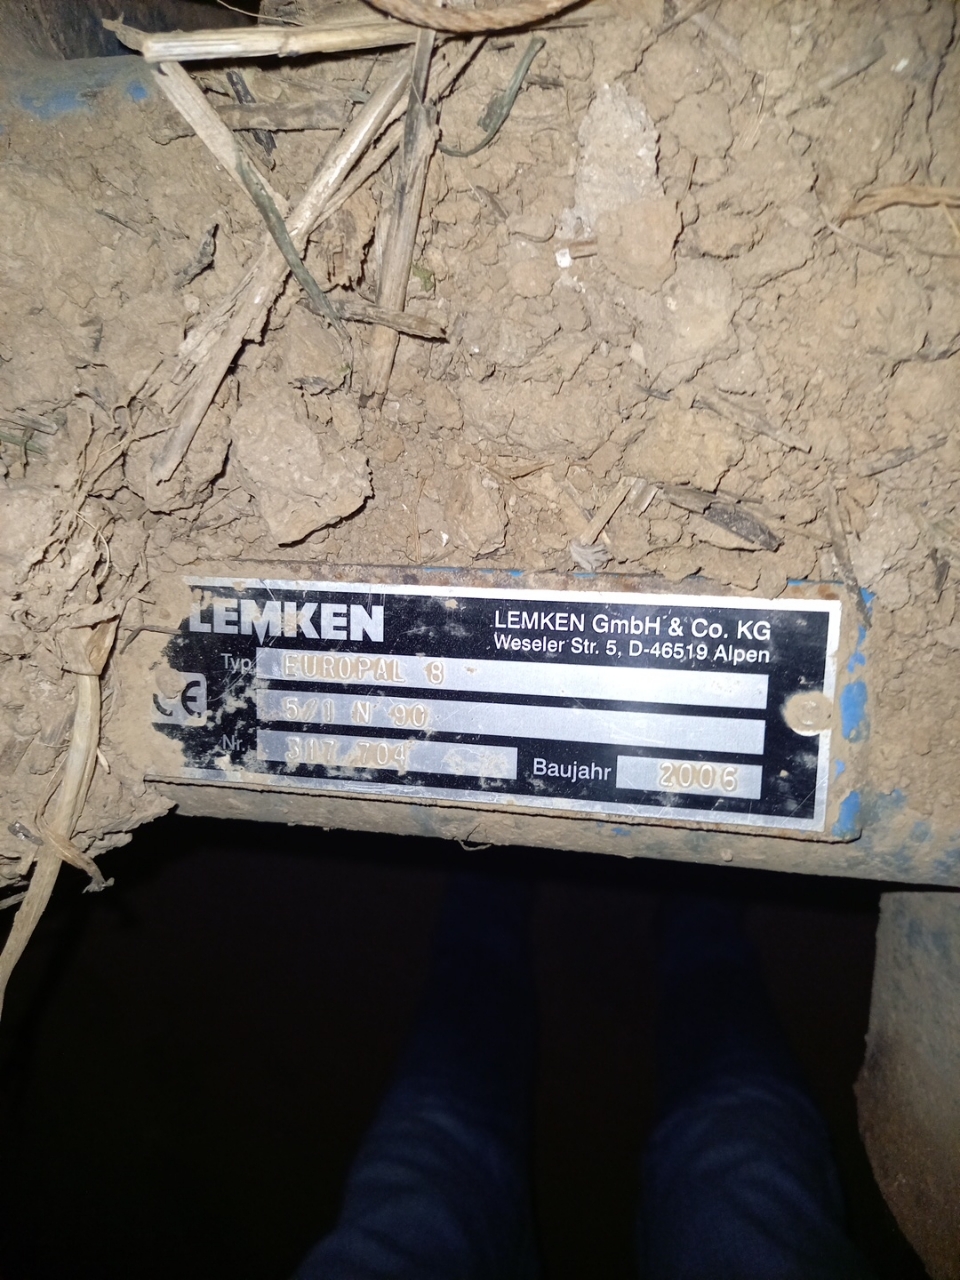 LEMKEN
LEMKEN GmbH & Co. KG
Weseler Str. 5, D-46519 Alpen
Typ EUROPAL 8
CE
5/1 N 90
Nr. 317 704
Baujahr 2006